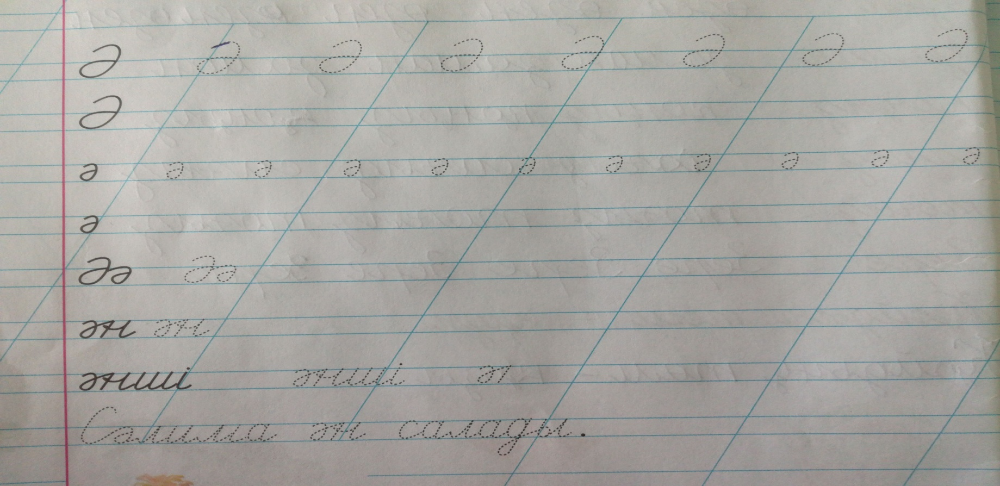 Ә Ә Ә Ә Ә Ә Ә Ә
Ә
ә ә ә ә ә ә ә ә ә ә ә
ә
Әә Әә
ән ән
әнші әнші ә
Сәлима ән салады.